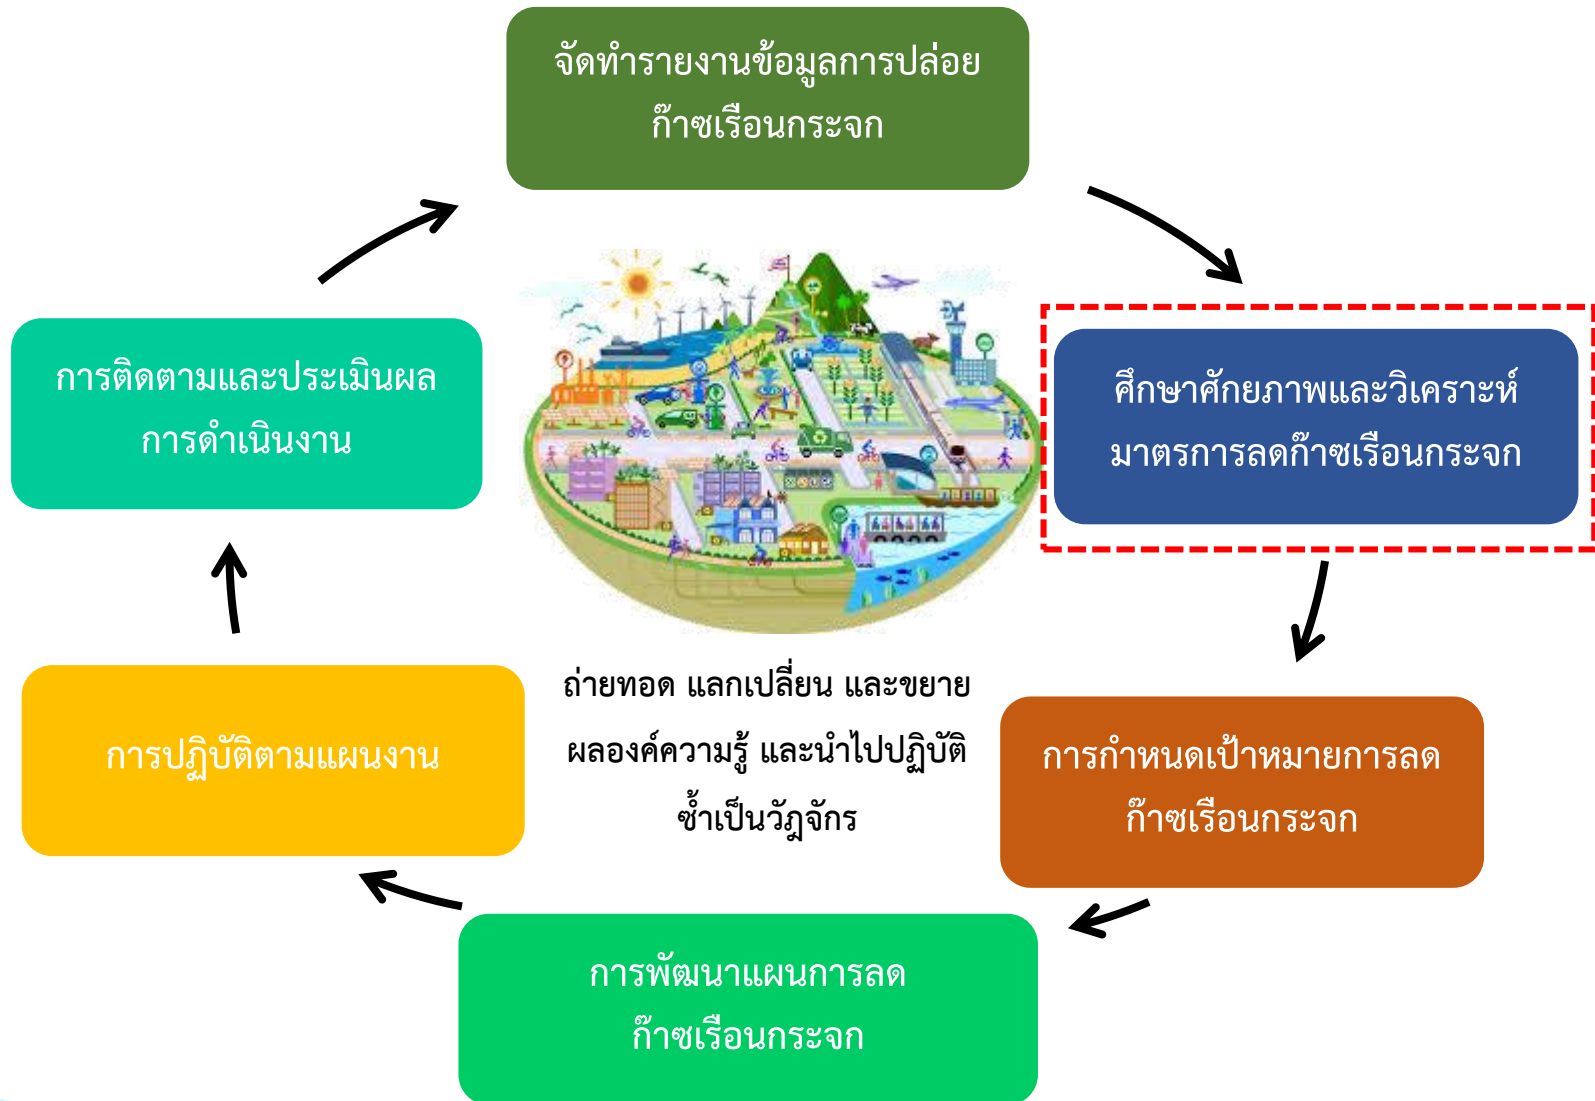 จัดทำรายงานข้อมูลการปล่อย
ก๊าซเรือนกระจก
ศึกษาศักยภาพและวิเคราะห์
มาตรการลดก๊าซเรือนกระจก
การกำหนดเป้าหมายการลด
ก๊าซเรือนกระจก
การพัฒนาแผนการลด
ก๊าซเรือนกระจก
การปฏิบัติตามแผนงาน
การติดตามและประเมินผล
การดำเนินงาน
ถ่ายทอด แลกเปลี่ยน และขยาย
ผลองค์ความรู้ และนำไปปฏิบัติ
ซ้ำเป็นวัฎจักร